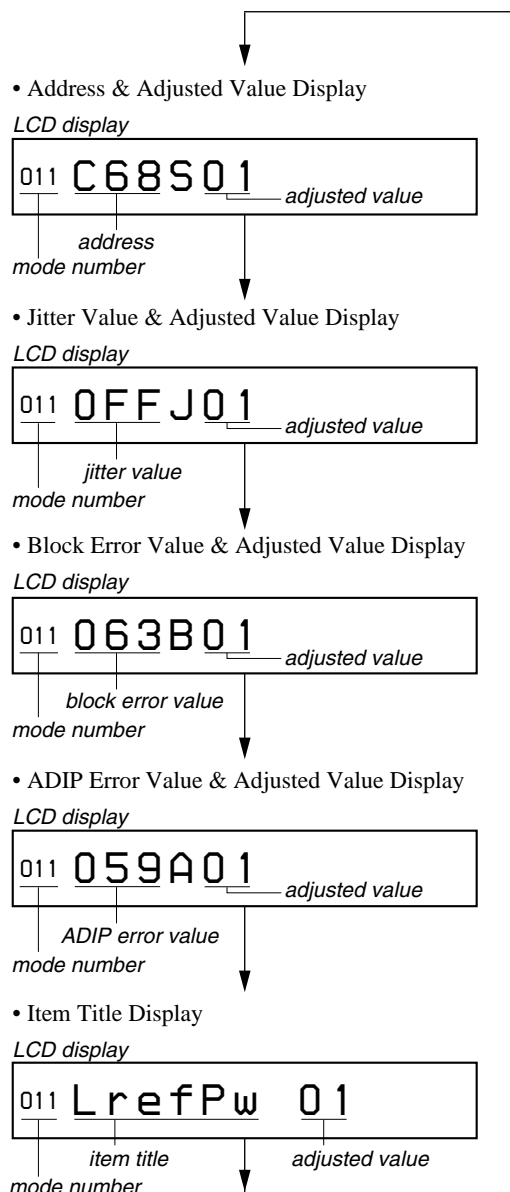 • Address & Adjusted Value Display
LCD display
011 C68S01
adjusted value
address
mode number
• Jitter Value & Adjusted Value Display
LCD display
011 0FFJ01
adjusted value
jitter value
mode number
• Block Error Value & Adjusted Value Display
LCD display
011 063B01
adjusted value
block error value
mode number
• ADIP Error Value & Adjusted Value Display
LCD display
011 059A01
adjusted value
ADIP error value
mode number
• Item Title Display
LCD display
011 LrefPw 01
item title adjusted value
mode number